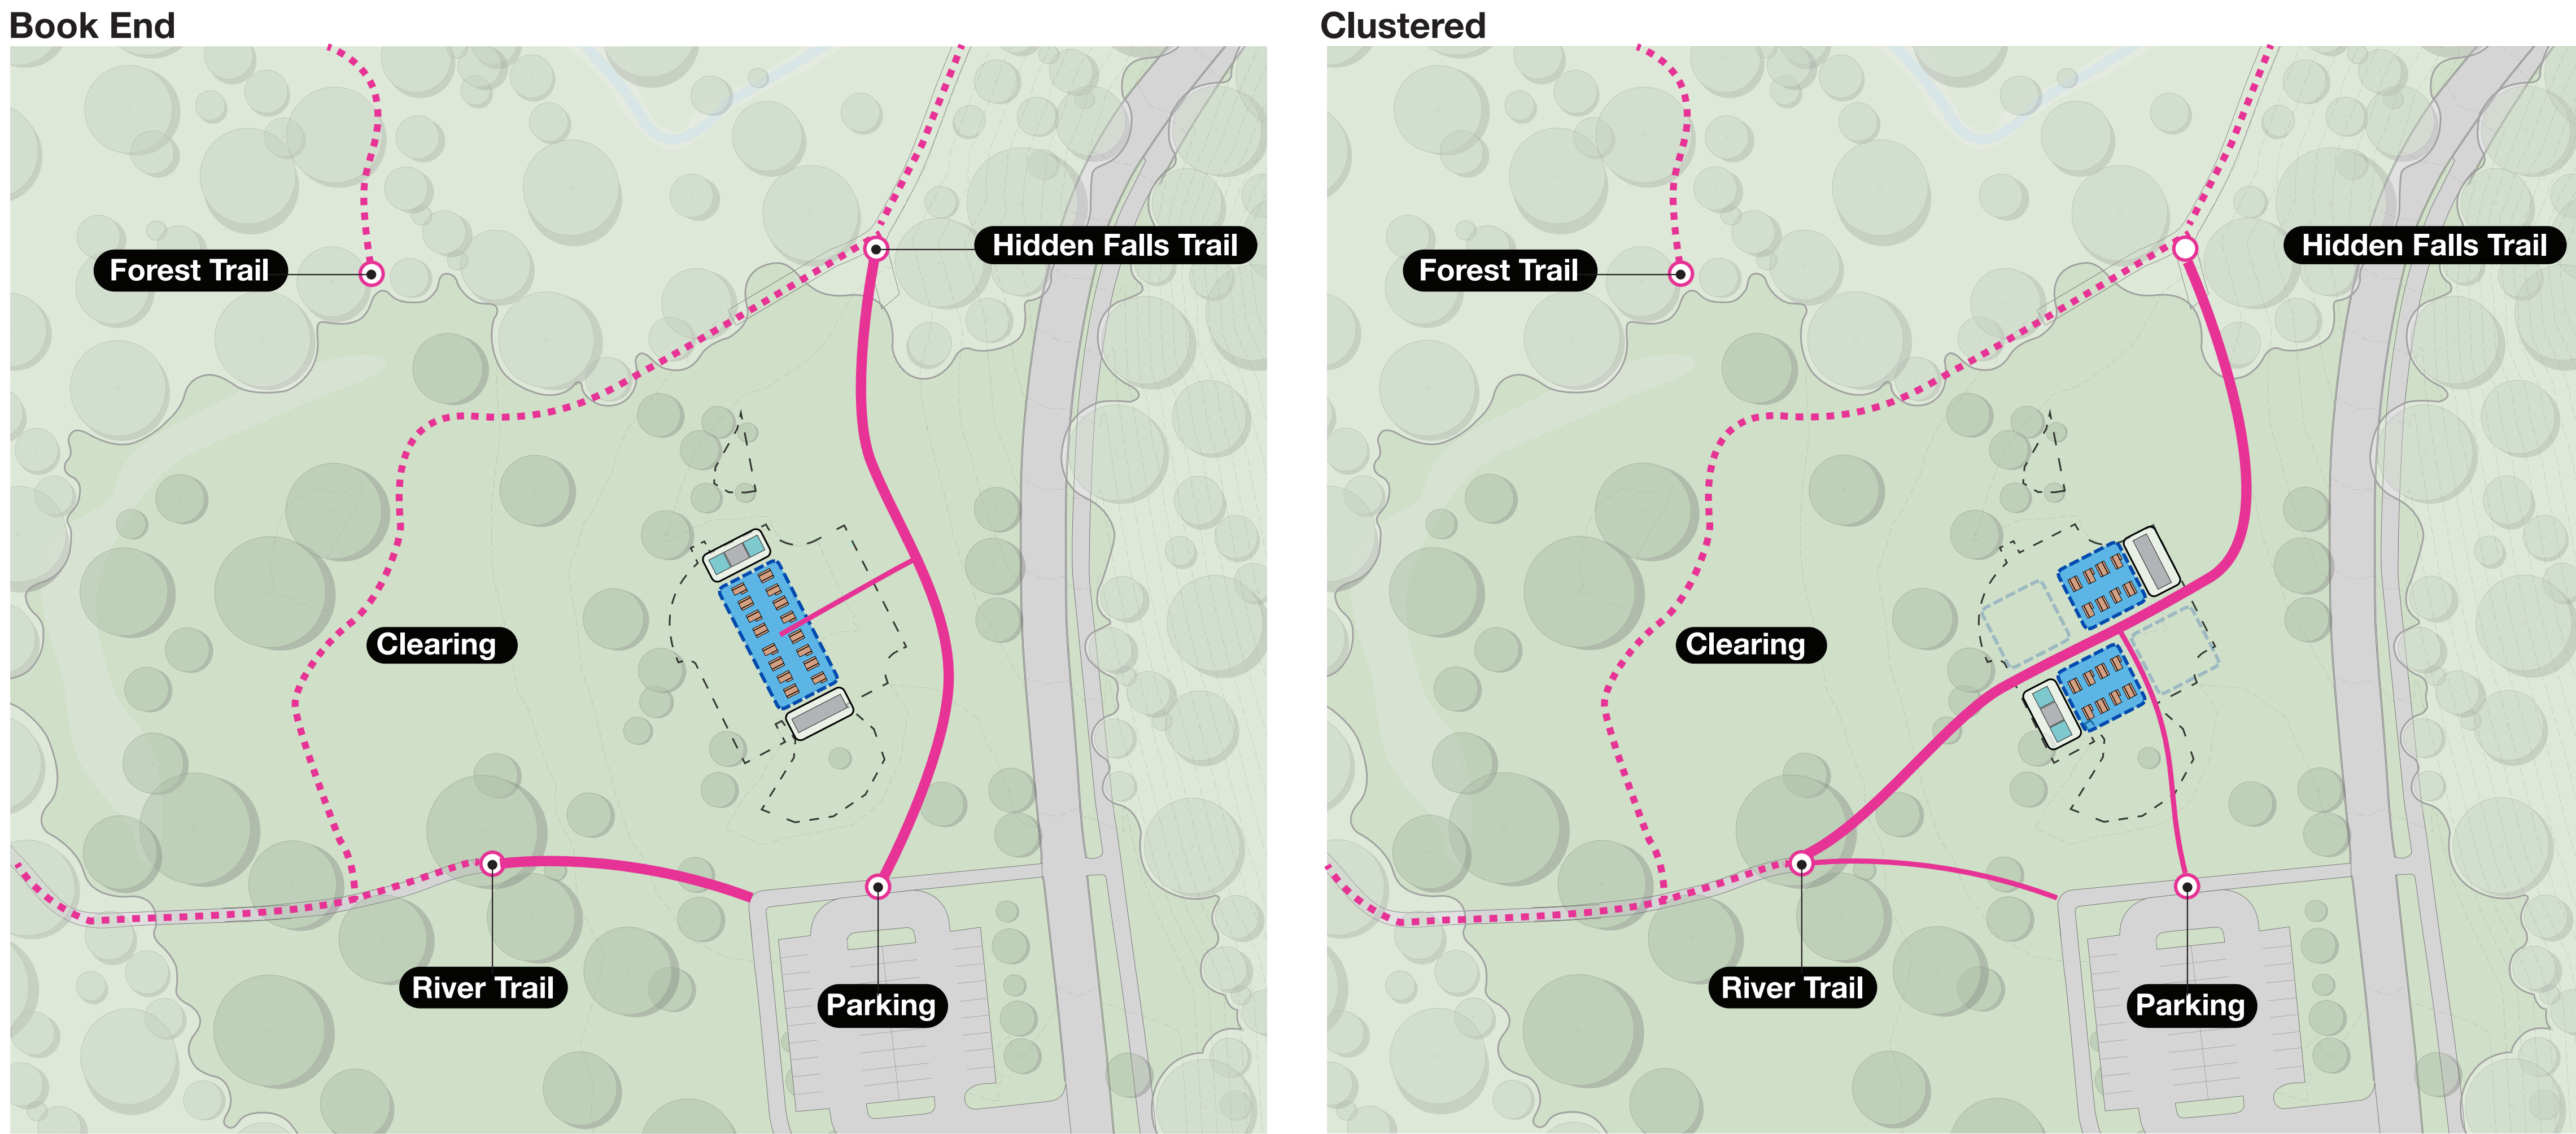 Book End
Forest Trail
Hidden Falls Trail
Clearing
River Trail
Parking
Clustered
Forest Trail
Hidden Falls Trail
Clearing
River Trail
Parking